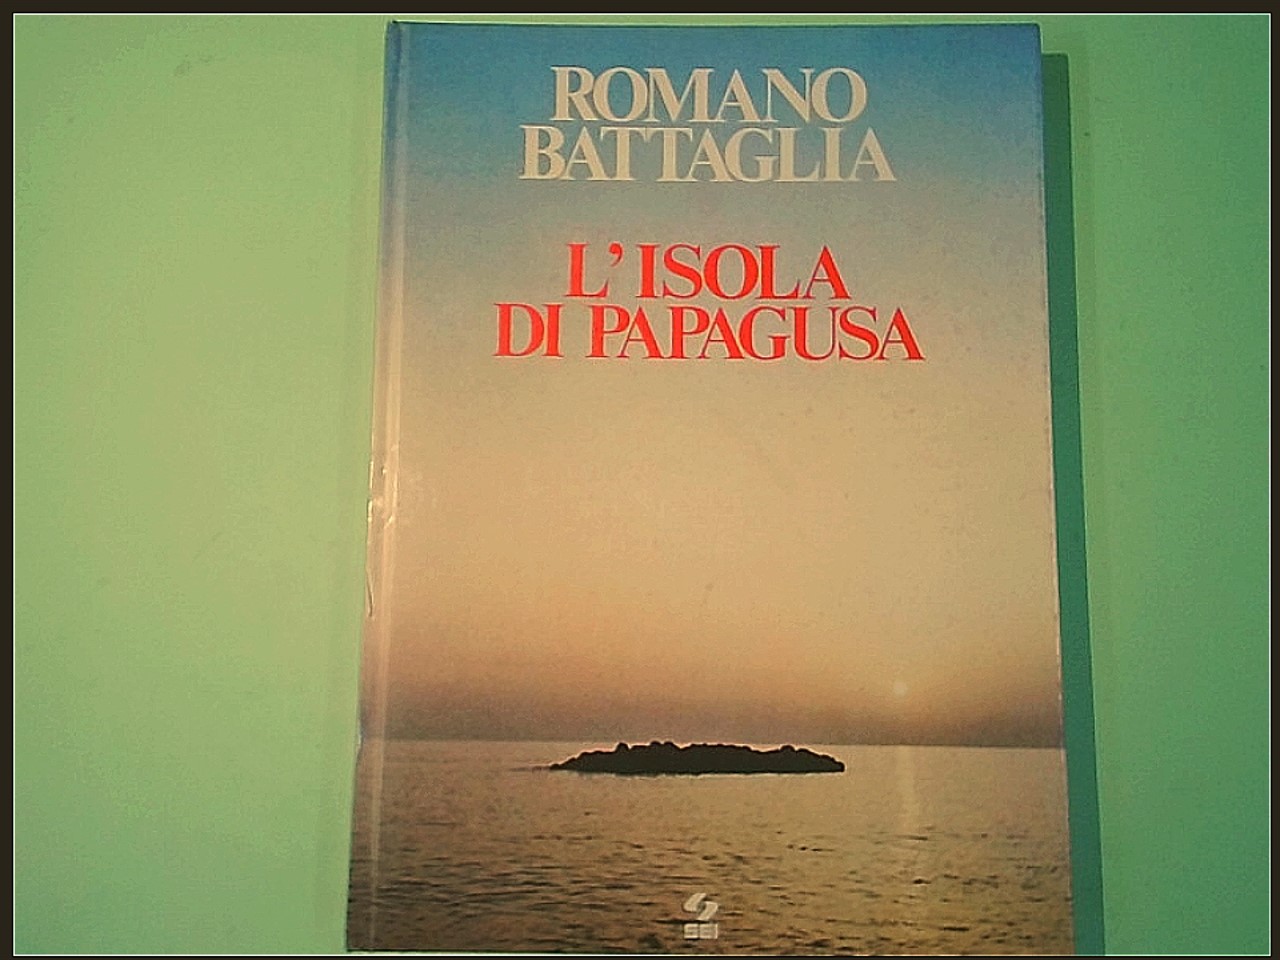 ROMANO
BATTAGLIA
L'ISOLA
DI PAPAGUSA
SEI